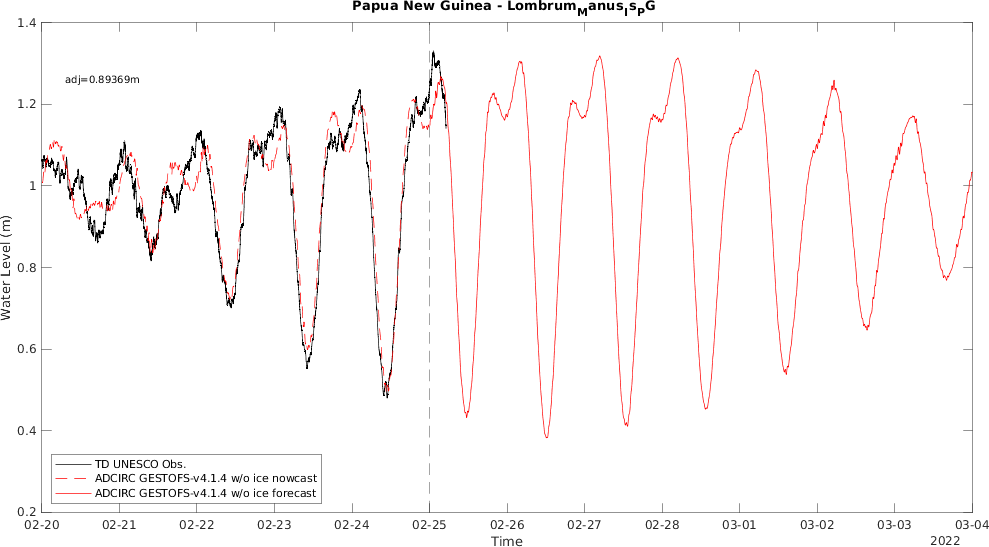 Papua New Guinea - LombrumManusIsPG
1.4
1.2
1
0.8
0.6
0.4
0.2
Water Level (m)
adj=0.89369m
TD UNESCO Obs.
ADCIRC GESTOFS-v4.1.4 w/o ice nowcast
ADCIRC GESTOFS-v4.1.4 w/o ice forecast
02-20 02-21 02-22 02-23 02-24 02-25 02-26 02-27 02-28 03-01 03-02 03-03 03-04
Time
2022